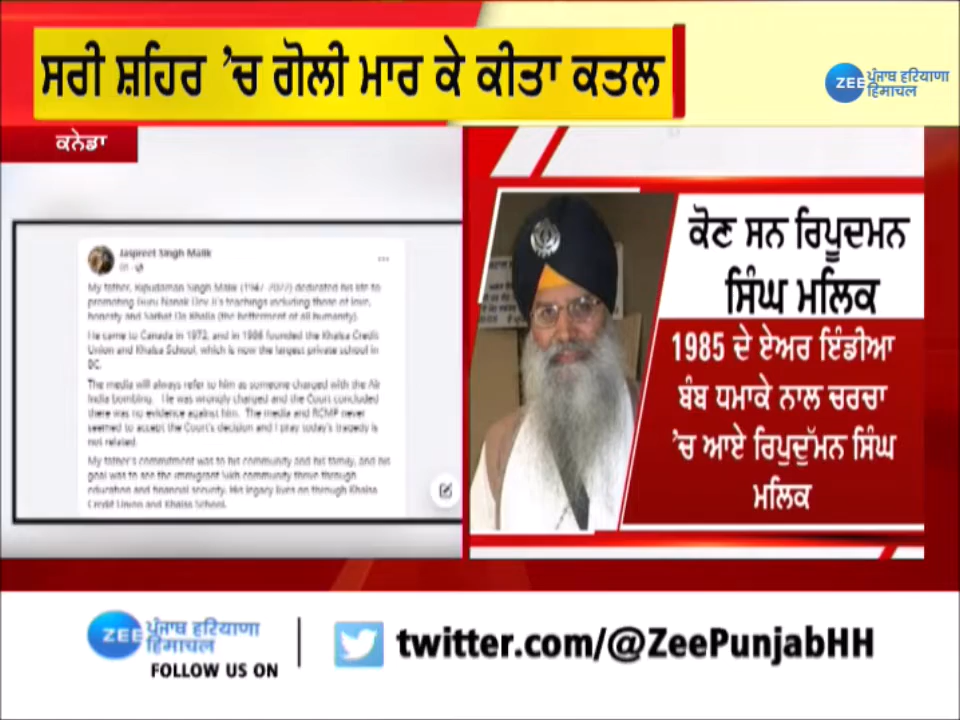 ਸਰੀ ਸ਼ਹਿਰ 'ਚ ਗੋਲੀ ਮਾਰ ਕੇ ਕੀਤਾ ਕਤਲ
ZEE ਪੰਜਾਬ ਹਰਿਆਣਾ
ਹਿਮਾਚਲ
ਕਨੇਡਾ
Jaspreet Singh Malik
My father, Ripudaman Singh Malik (1947-2022) dedicated his life to
promoting Guru Nanak Dev Ji's teachings including those of love,
honesty and Sarbat Da Bhalla (the betterment of all humanity).
He came to Canada in 1972, and in 1986 founded the Khalsa Credit
Union and Khalsa School, which is now the largest private school in
BC.
The media will always refer to him as someone charged with the Air
India bombing. He was wrongly charged and the Court concluded
there was no evidence against him. The media and RCMP never
seemed to accept the Court's decision and I pray today's tragedy is
not related.
My father's commitment was to his community and his family, and his
goal was to see the immigrant Sikh community thrive through
education and financial security. His legacy lives on through Khalsa
Credit Union and Khalsa School.
ਕੋਣ ਸਨ ਰਿਪੂਦਮਨ
ਸਿੰਘ ਮਲਿਕ
1985 ਦੇ ਏਅਰ ਇੰਡੀਆ
ਬੰਬ ਧਮਾਕੇ ਨਾਲ ਚਰਚਾ
'ਚ ਆਏ ਰਿਪੁਦੁੱਮਨ ਸਿੰਘ
ਮਲਿਕ
ZEE ਪੰਜਾਬ ਹਰਿਆਣਾ
ਹਿਮਾਚਲ
FOLLOW US ON
twitter.com/@ZeePunjabHH